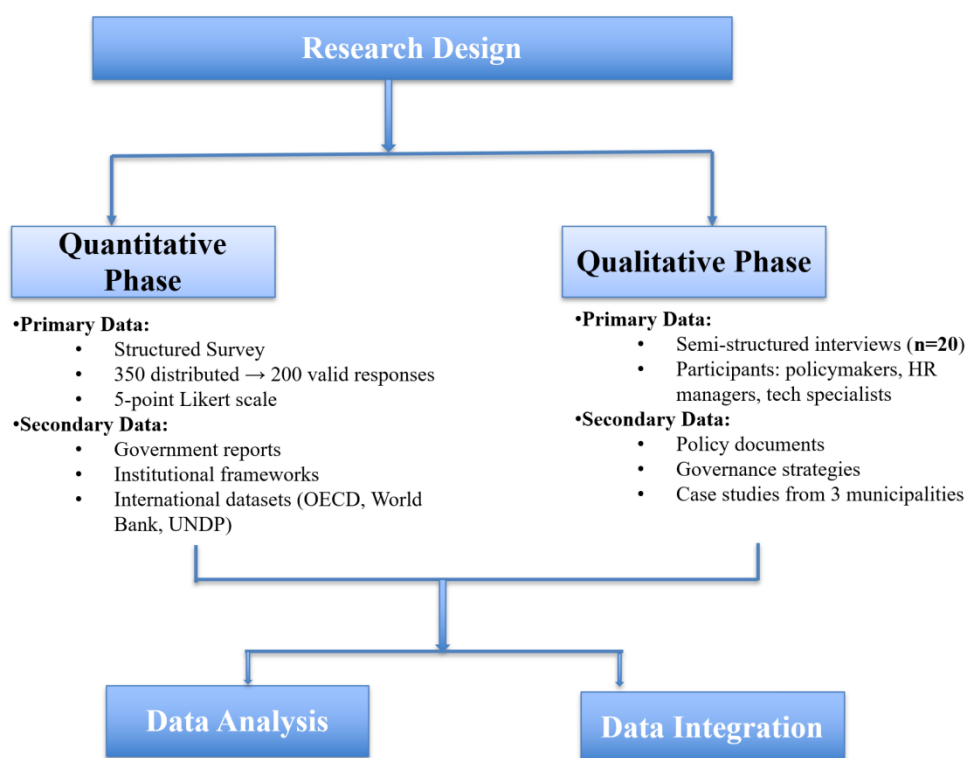 Research Design
Quantitative
Phase
•Primary Data:
• Structured Survey
• 350 distributed → 200 valid responses
• 5-point Likert scale
•Secondary Data:
• Government reports
• Institutional frameworks
• International datasets (OECD, World
Bank, UNDP)
Qualitative Phase
•Primary Data:
• Semi-structured interviews (n=20)
• Participants: policymakers, HR
managers, tech specialists
•Secondary Data:
• Policy documents
• Governance strategies
• Case studies from 3 municipalities
Data Analysis
Data Integration